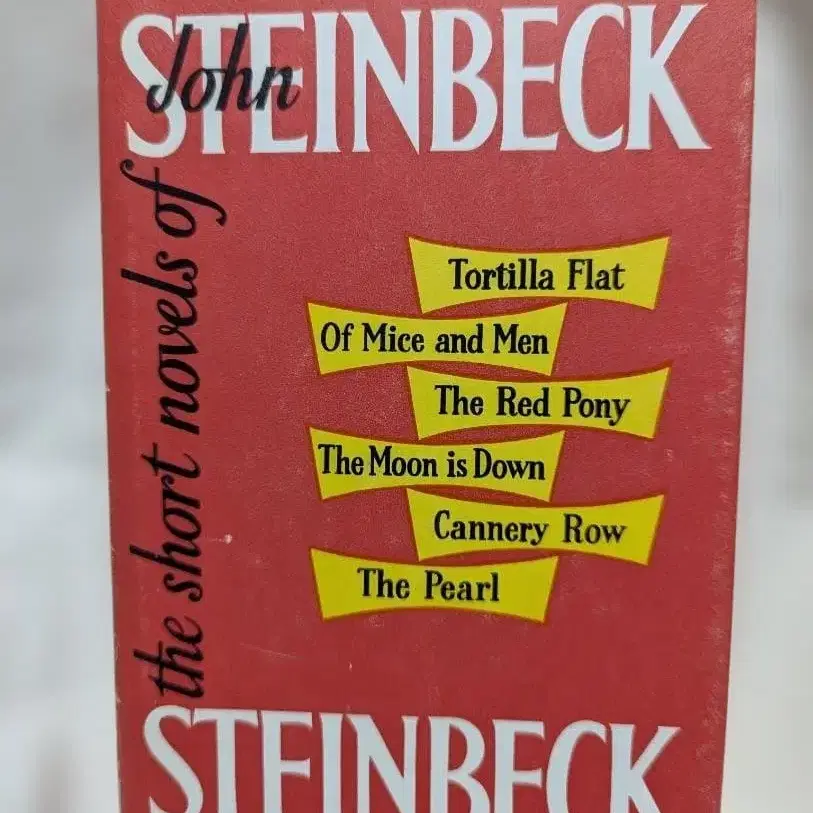 the short novels of
John
STEINBECK
Tortilla Flat
Of Mice and Men
The Red Pony
The Moon is Down
Cannery Row
The Pearl
STEINBECK